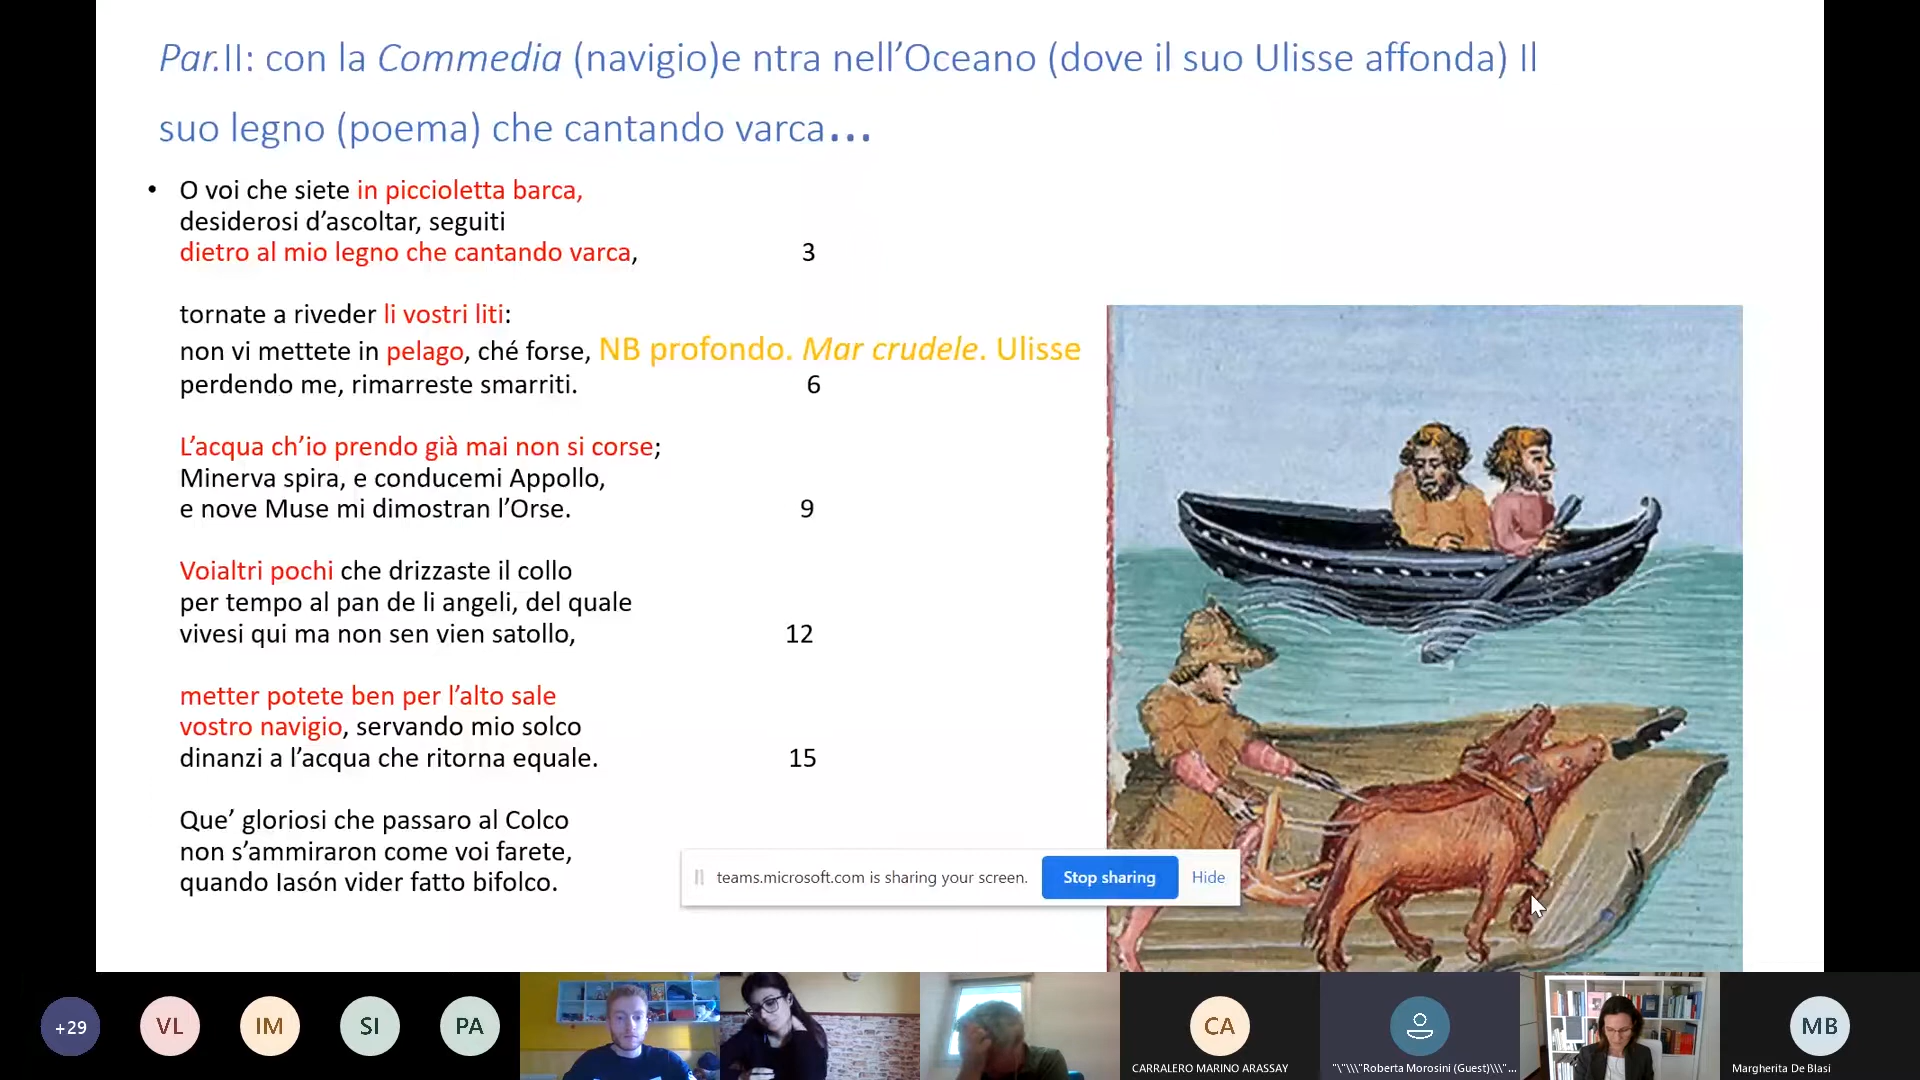 Par.II: con la Commedia (navigio)e ntra nell’Oceano (dove il suo Ulisse affonda) Il
suo legno (poema) che cantando varca...
• O voi che siete in piccioletta barca,
desiderosi d’ascoltar, seguiti
dietro al mio legno che cantando varca, 3
tornate a riveder li vostri liti:
non vi mettete in pelago, ché forse, NB profondo. Mar crudele. Ulisse
perdendo me, rimarreste smarriti. 6
L’acqua ch’io prendo già mai non si corse;
Minerva spira, e conducemi Appollo,
e nove Muse mi dimostran l’Orse. 9
Voialtri pochi che drizzaste il collo
per tempo al pan de li angeli, del quale
vivesi qui ma non sen vien satollo, 12
metter potete ben per l’alto sale
vostro navigio, servando mio solco
dinanzi a l’acqua che ritorna equale. 15
Que’ gloriosi che passaro al Colco
non s’ammiraron come voi farete,
quando Iasón vider fatto bifolco.
teams.microsoft.com is sharing your screen. Stop sharing Hide
+29 VL IM SI PA CA MB
CARRALERO MARINO ARASSAY "\"\\\"Roberta Morosini (Guest)\\\" ... Margherita De Blasi